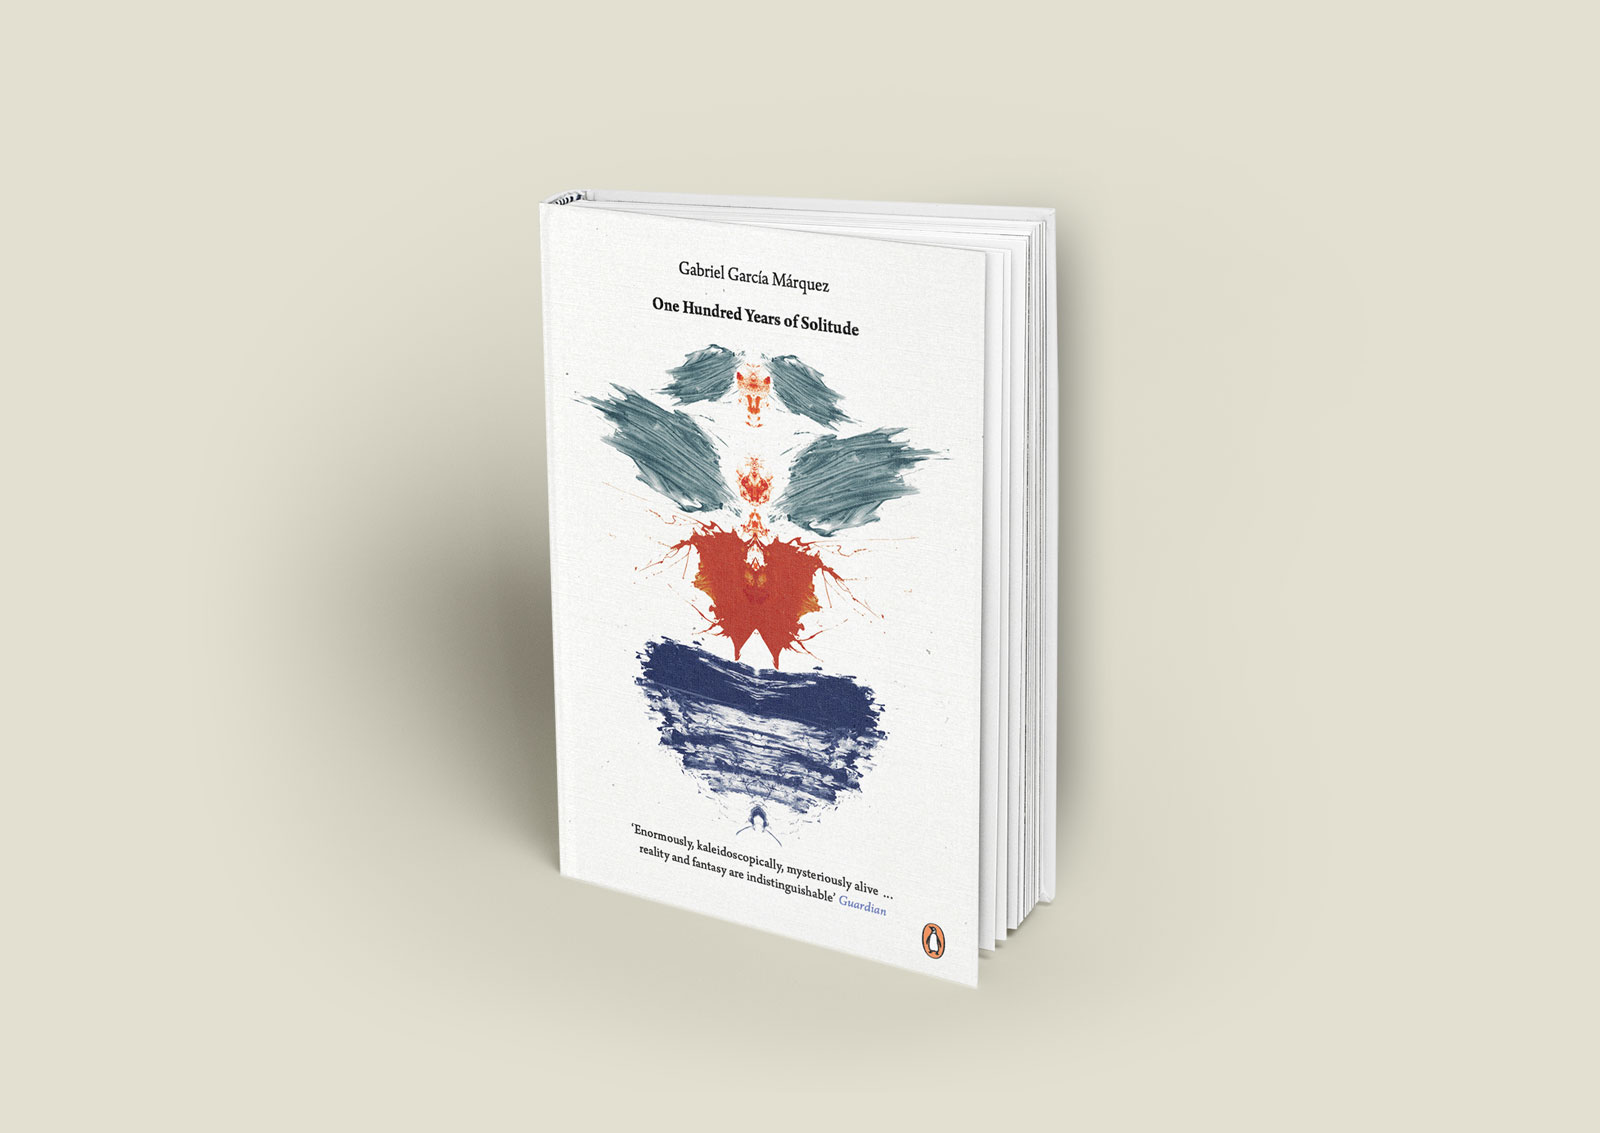 Gabriel García Márquez
One Hundred Years of Solitude
‘Enormously, kaleidoscopically, mysteriously alive ...
reality and fantasy are indistinguishable’ Guardian